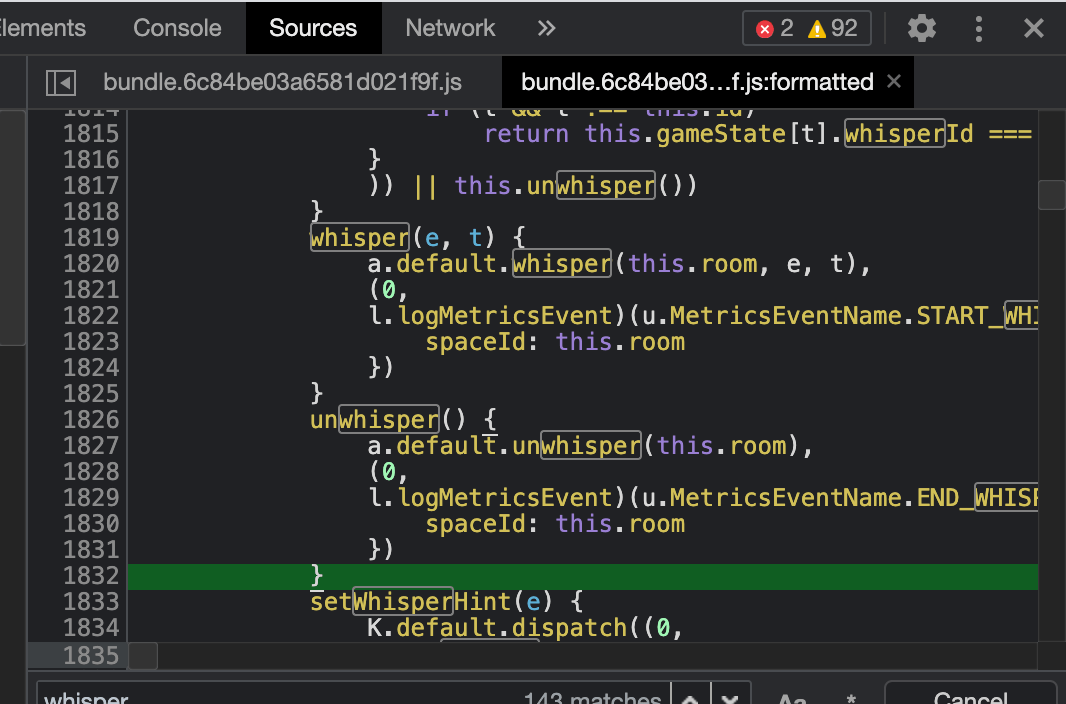 Elements Console Sources Network » 2 92
bundle.6c84be03a6581d021f9f.js bundle.6c84be03...f.js:formatted
1814 if (t && t !== this.id)
1815 return this.gameState[t].whisperId ===
1816 }
1817 )) || this.unwhisper())
1818 }
1819 whisper(e, t) {
1820 a.default.whisper(this.room, e, t),
1821 (0,
1822 l.logMetricsEvent)(u.MetricsEventName.START_WHI
1823 spaceId: this.room
1824 })
1825 }
1826 unwhisper() {
1827 a.default.unwhisper(this.room),
1828 (0,
1829 l.logMetricsEvent)(u.MetricsEventName.END_WHISP
1830 spaceId: this.room
1831 })
1832 }
1833 setWhisperHint(e) {
1834 K.default.dispatch((0,
1835
whisper 143 matches Aa .* Cancel